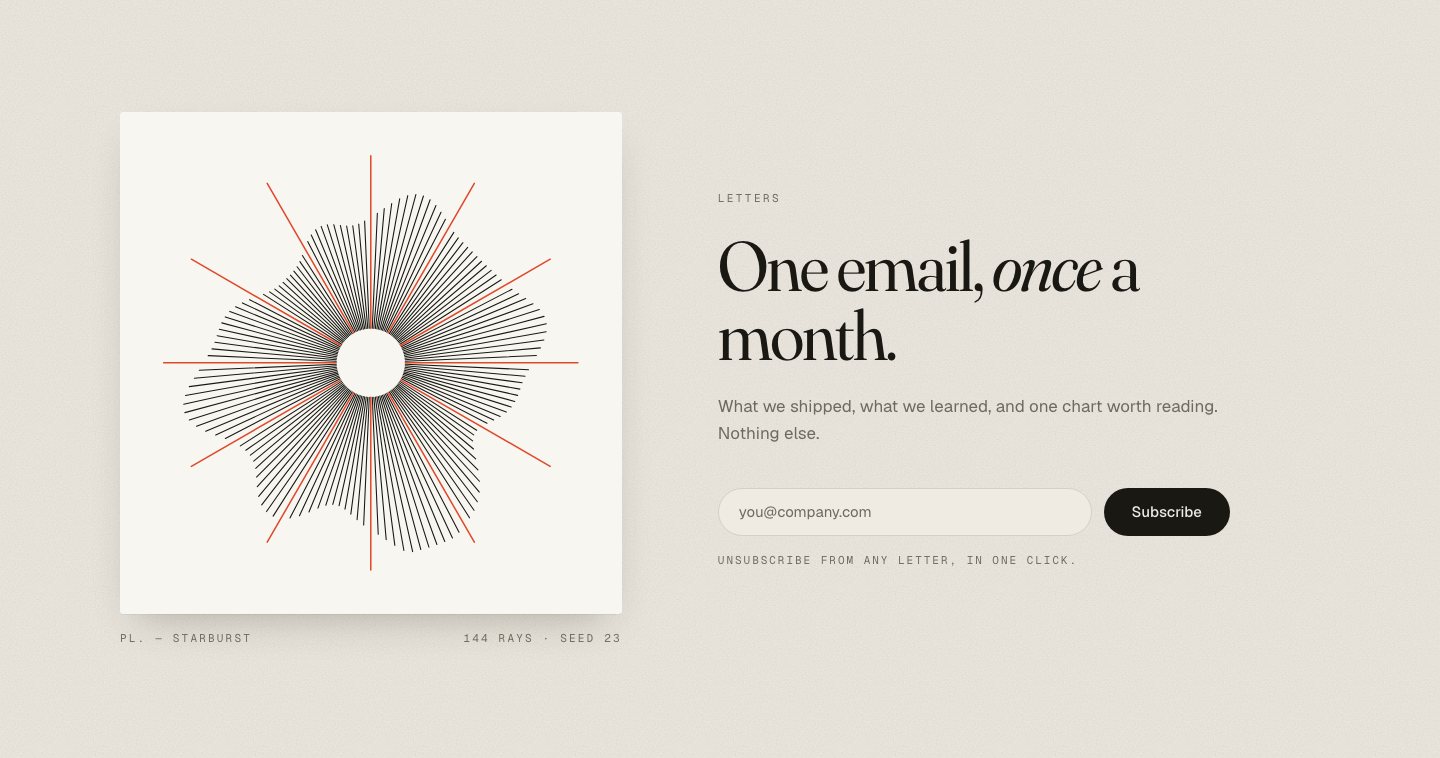 LETTERS
One email, once a
month.
What we shipped, what we learned, and one chart worth reading.
Nothing else.
you@company.com
Subscribe
UNSUBSCRIBE FROM ANY LETTER, IN ONE CLICK.
PL. — STARBURST
144 RAYS · SEED 23